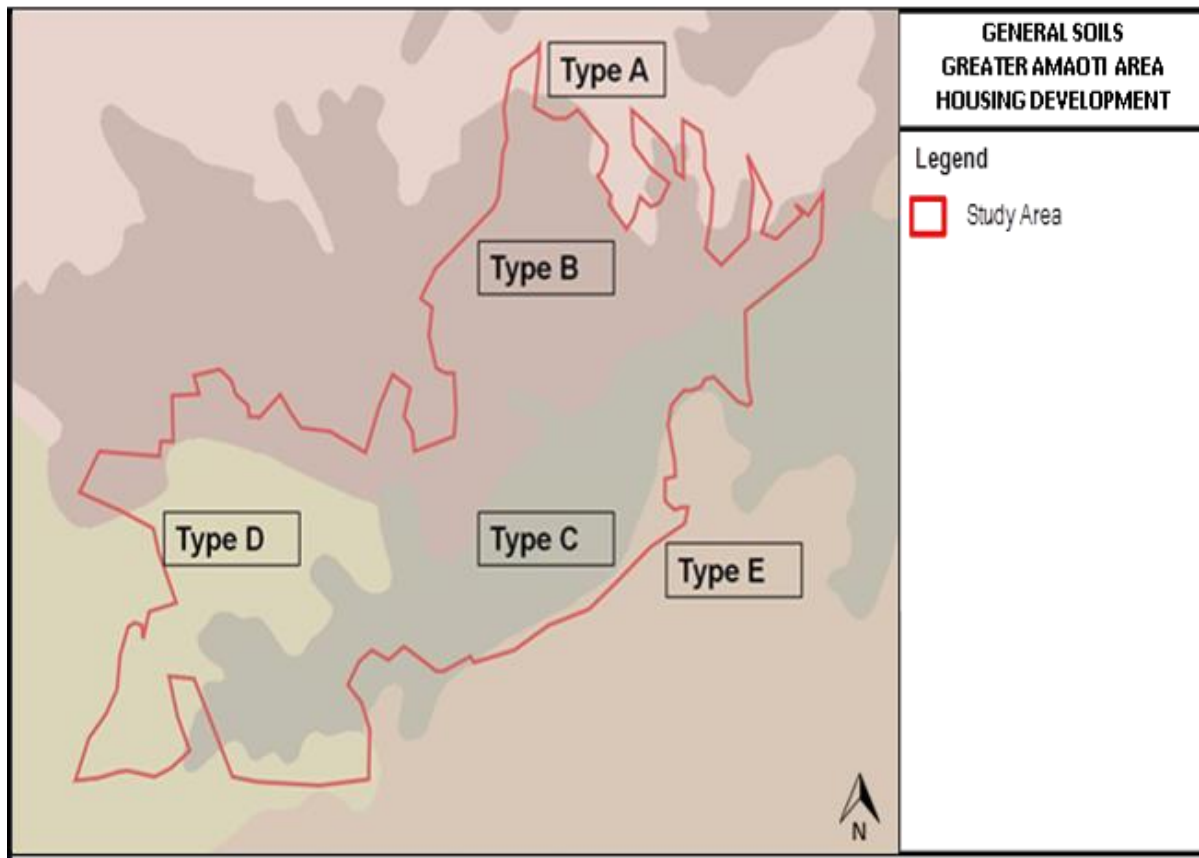 GENERAL SOILS
GREATER AMAOTI AREA
HOUSING DEVELOPMENT
Legend
Study Area
Type A
Type B
Type D
Type C
Type E
N